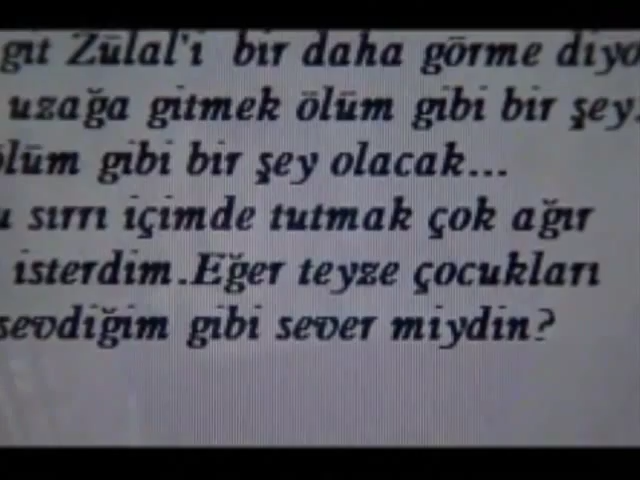 git Zülal'i bir daha görme diyo
uzağa gitmek ölüm gibi bir şey.
ölüm gibi bir şey olacak...
sırrı içimde tutmak çok ağır
isterdim.Eğer teyze çocukları
sevdiğim gibi sever miydin?